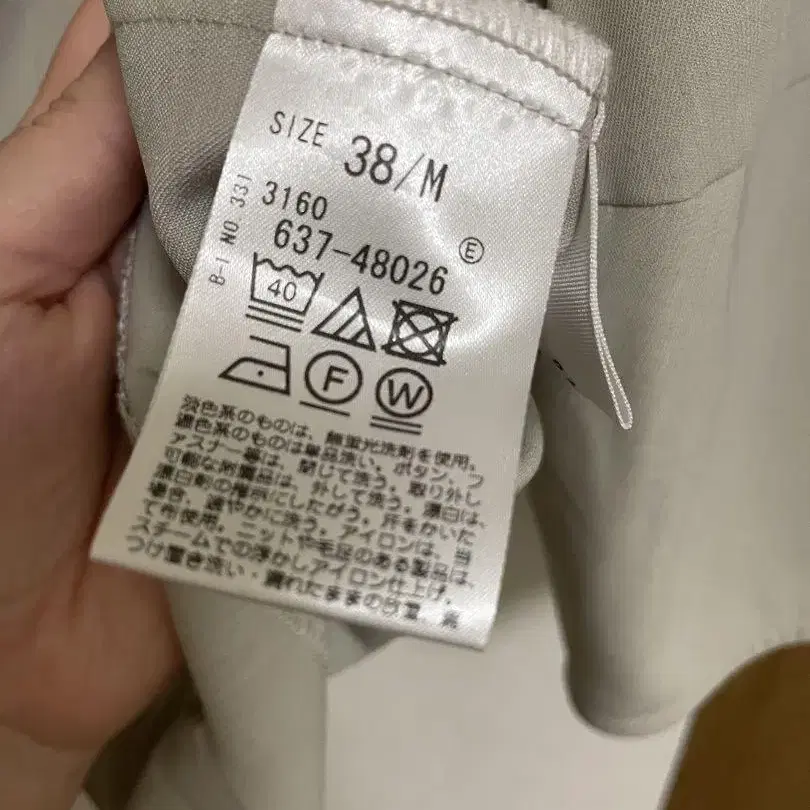 SIZE 38/M
B-1 NO.331
3160
637-48026 Ⓔ
40
F W
淡色系のものは、無蛍光洗剤を使用、
濃色系のものは単品洗い、ボタン、フ
ァスナー等は、閉じて洗う。取り外し
可能な附属品は、外して洗う。漂白は、
漂白剤の指示にしたがう。汗をかいた
場合、速やかに洗う。アイロンは、当
て布使用。ニットや毛足のある製品は、
スチームでの浮かしアイロン仕上げ。
つけ置き洗い・濡れたままの放置、